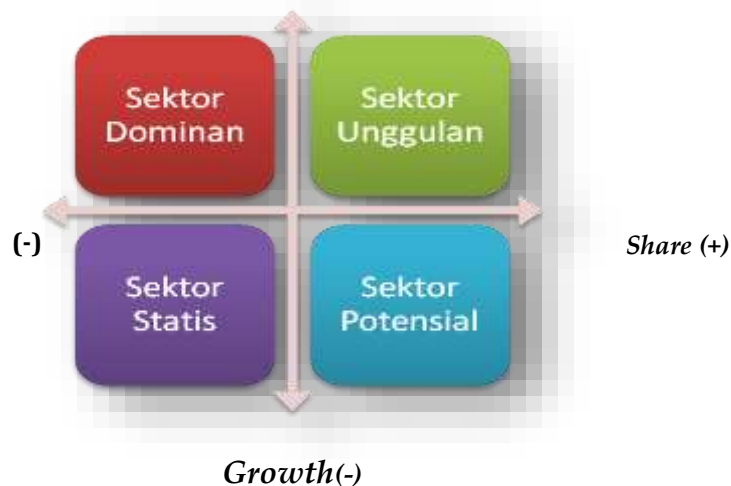 Sektor
Dominan
Sektor
Unggulan
(-)
Share (+)
Sektor
Statis
Sektor
Potensial
Growth(-)